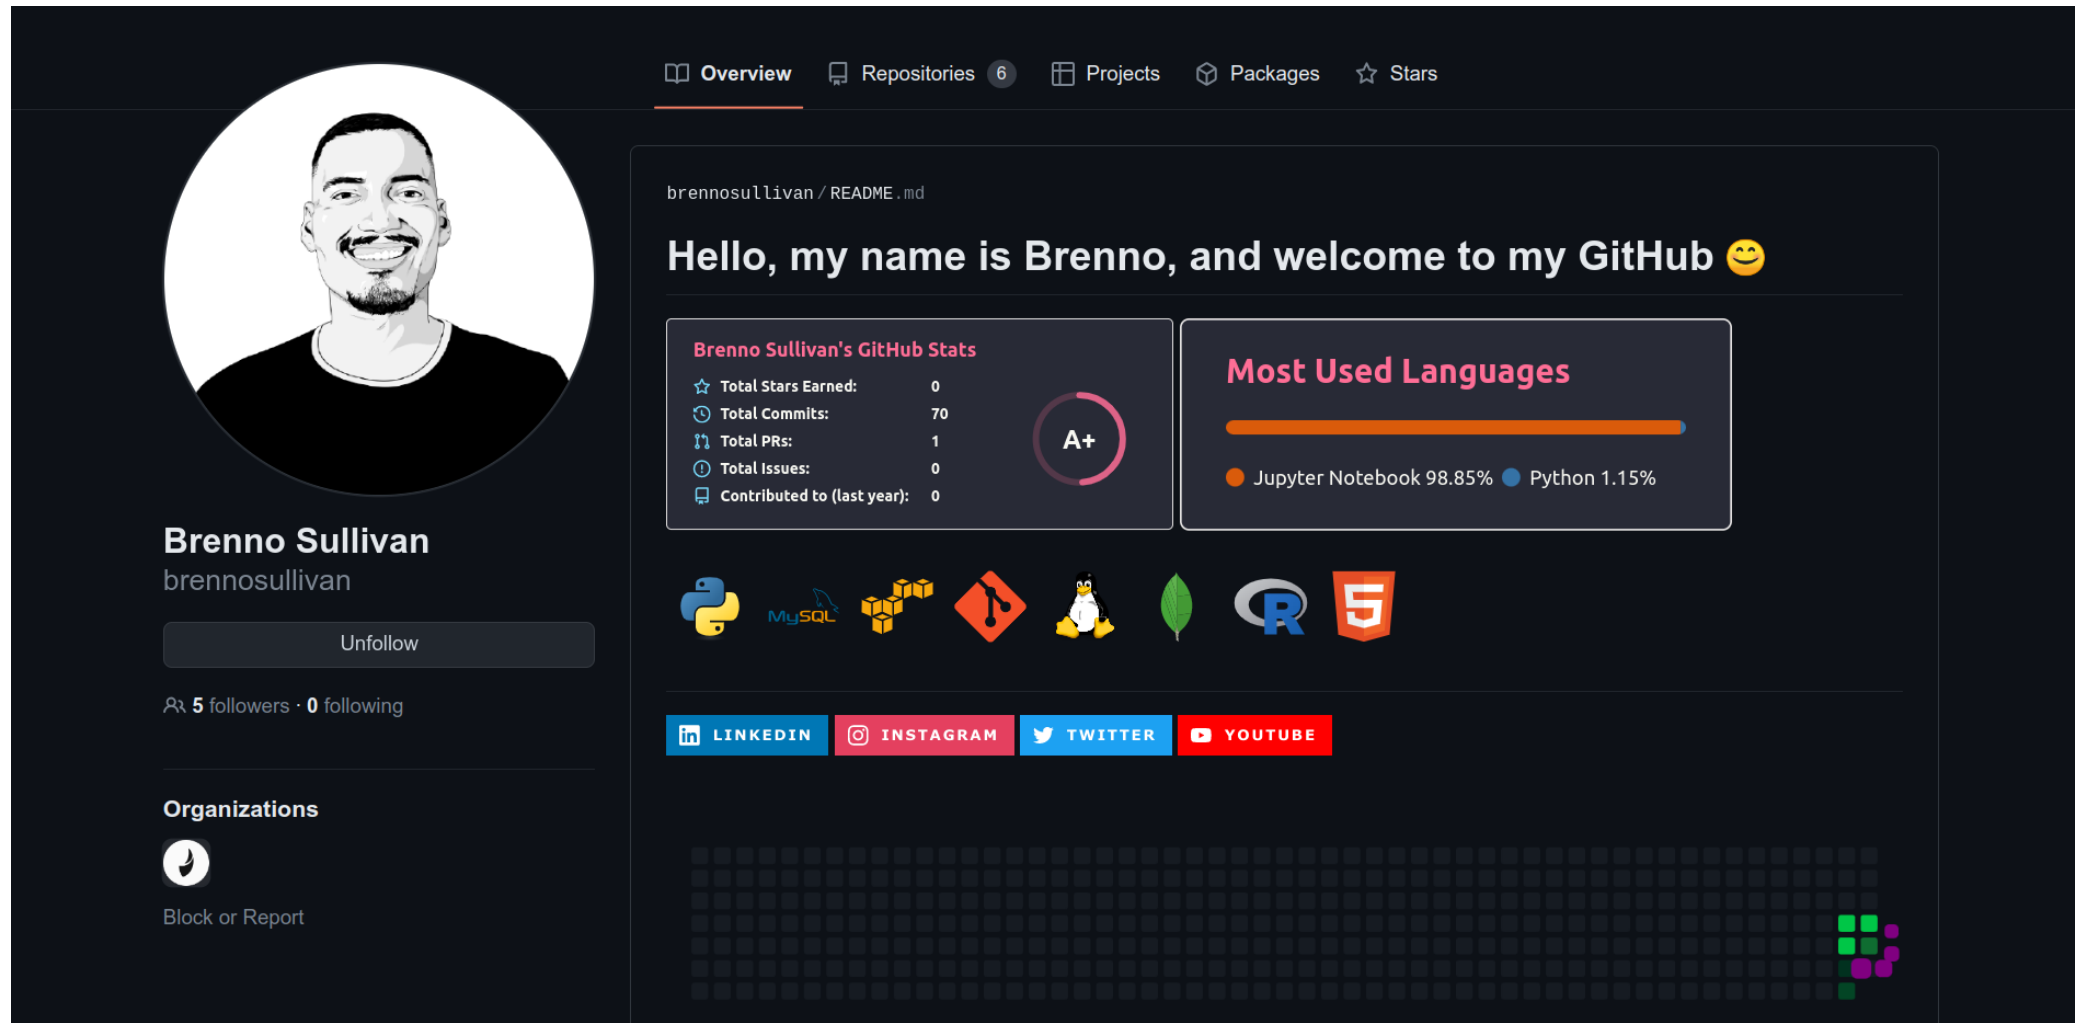 Overview Repositories 6 Projects Packages Stars
brennosullivan/README.md
Hello, my name is Brenno, and welcome to my GitHub 😊
Brenno Sullivan's GitHub Stats
Total Stars Earned: 0
Total Commits: 70
Total PRs: 1
Total Issues: 0
Contributed to (last year): 0
A+
Most Used Languages
Jupyter Notebook 98.85% Python 1.15%
MySQL
R
5
LINKEDIN INSTAGRAM TWITTER YOUTUBE
Brenno Sullivan
brennosullivan
Unfollow
5 followers · 0 following
Organizations
Block or Report